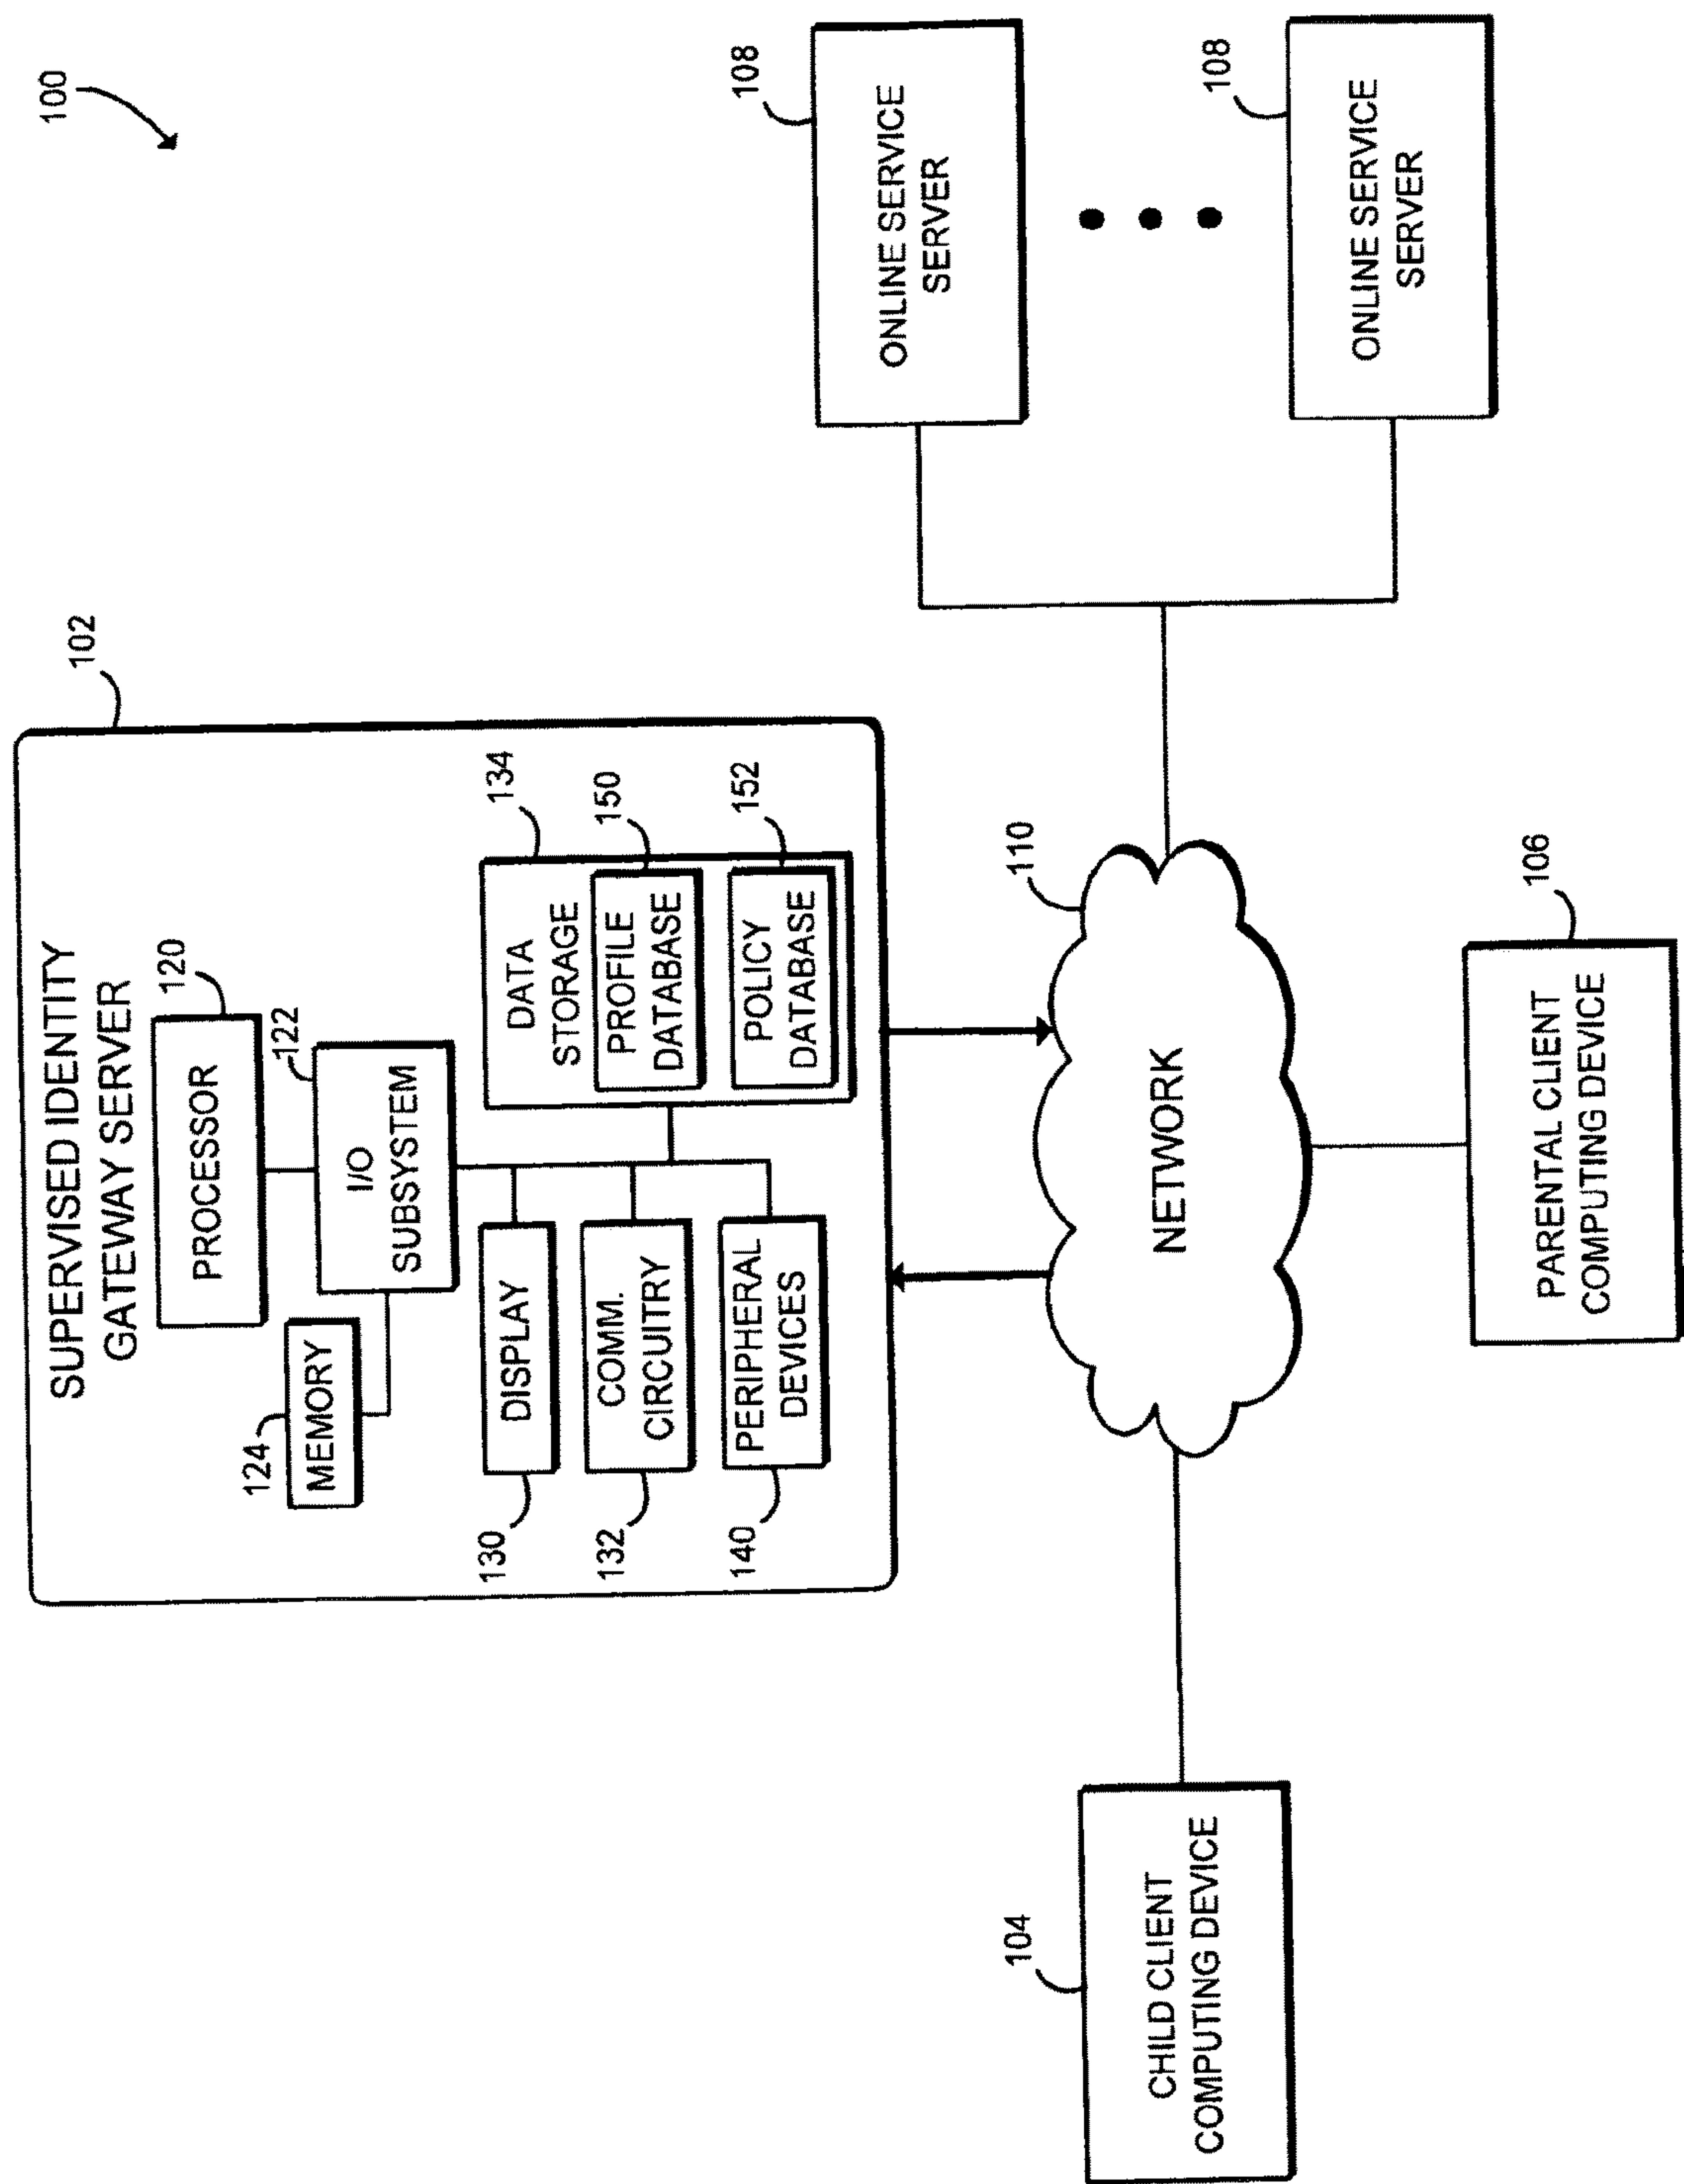 100
102
SUPERVISED IDENTITY
GATEWAY SERVER
120
PROCESSOR
122
I/O
SUBSYSTEM
124
MEMORY
130
DISPLAY
132
COMM.
CIRCUITRY
140
PERIPHERAL
DEVICES
134
DATA
STORAGE
150
PROFILE
DATABASE
152
POLICY
DATABASE
108
ONLINE SERVICE
SERVER
108
ONLINE SERVICE
SERVER
110
NETWORK
104
CHILD CLIENT
COMPUTING DEVICE
106
PARENTAL CLIENT
COMPUTING DEVICE